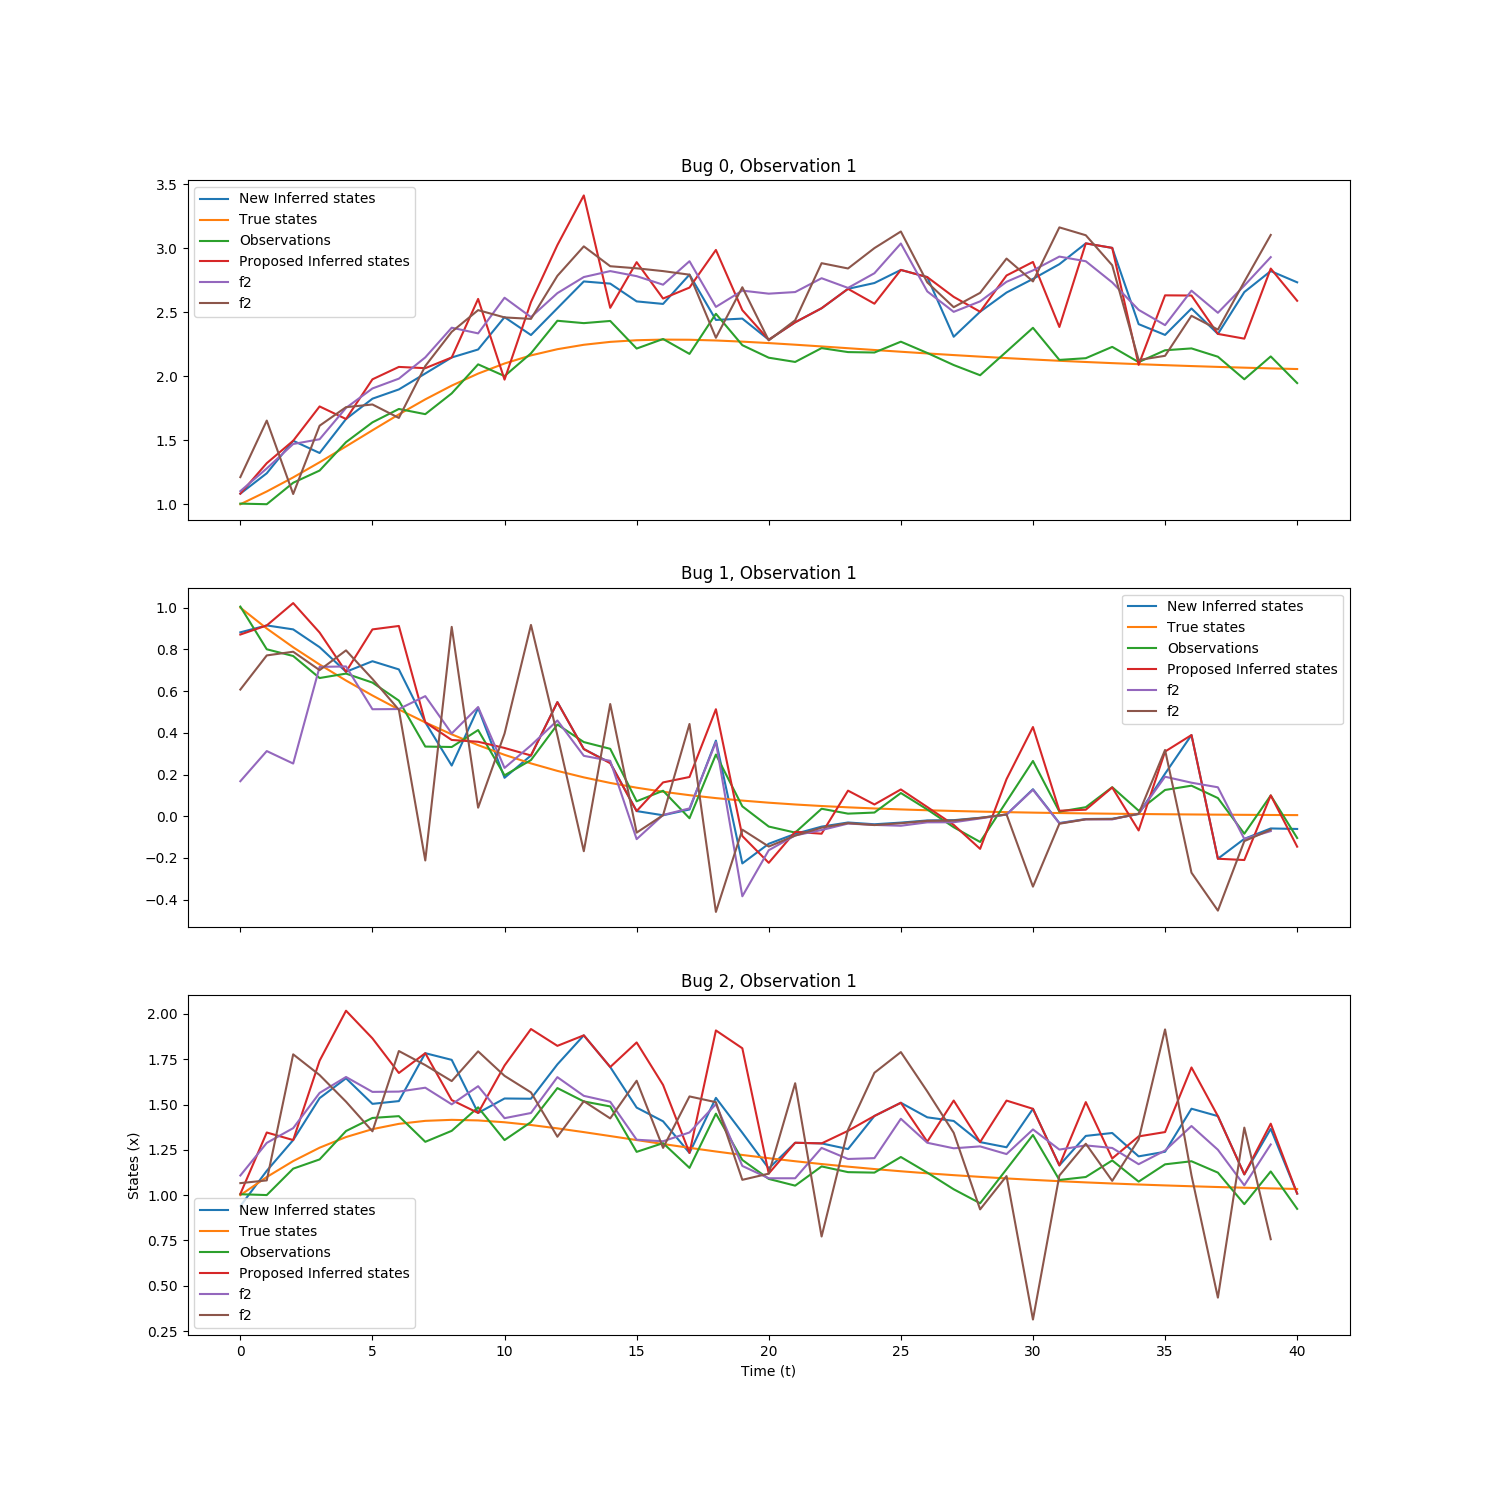 Bug 0, Observation 1
3.5
3.0
2.5
2.0
1.5
1.0
New Inferred states
True states
Observations
Proposed Inferred states
f2
f2
Bug 1, Observation 1
1.0
0.8
0.6
0.4
0.2
0.0
−0.2
−0.4
New Inferred states
True states
Observations
Proposed Inferred states
f2
f2
Bug 2, Observation 1
States (x)
2.00
1.75
1.50
1.25
1.00
0.75
0.50
0.25
New Inferred states
True states
Observations
Proposed Inferred states
f2
f2
0 5 10 15 20 25 30 35 40
Time (t)